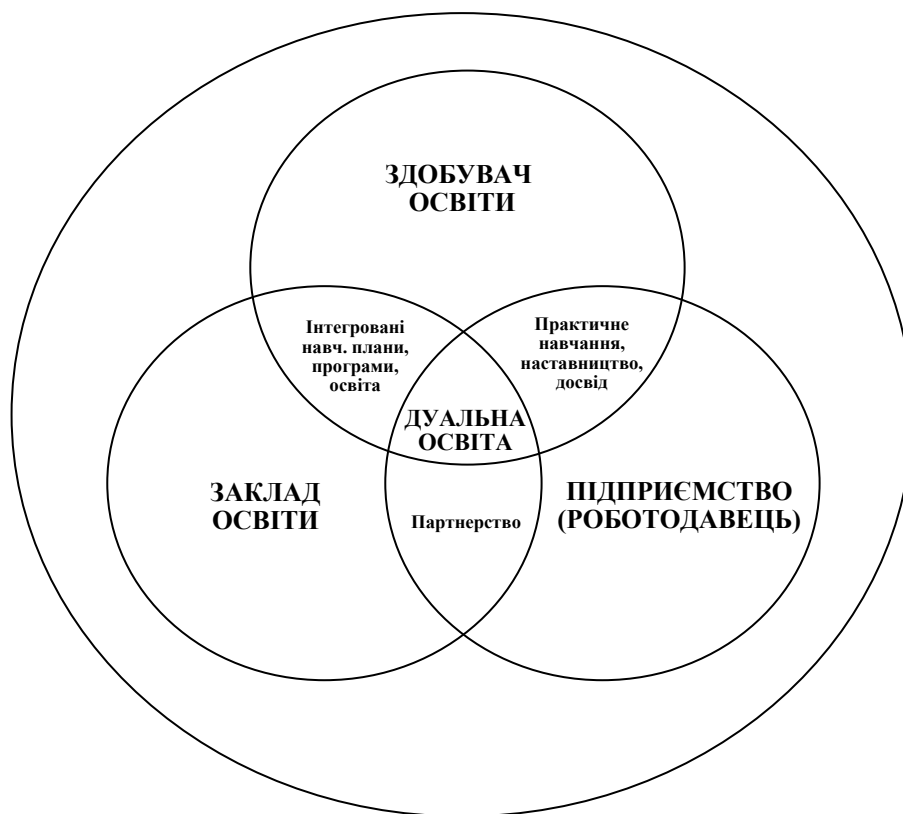 ЗДОБУВАЧ
ОСВІТИ
Інтегровані
навч. плани,
програми,
освіта
Практичне
навчання,
наставництво,
досвід
ДУАЛЬНА
ОСВІТА
ЗАКЛАД
ОСВІТИ
Партнерство
ПІДПРИЄМСТВО
(РОБОТОДАВЕЦЬ)